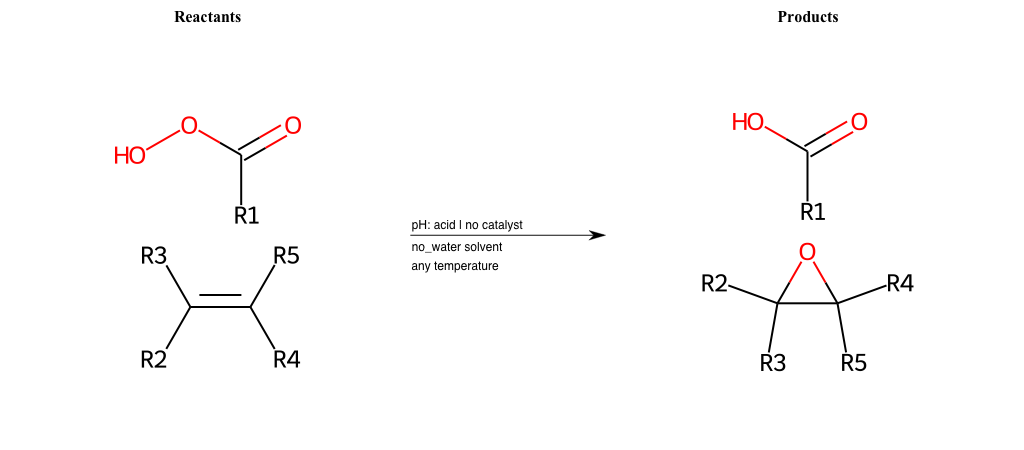 Reactants
Products
HO
O
O
R1
R3
R5
R2
R4
pH: acid | no catalyst
no_water solvent
any temperature
HO
O
R1
O
R2
R4
R3
R5